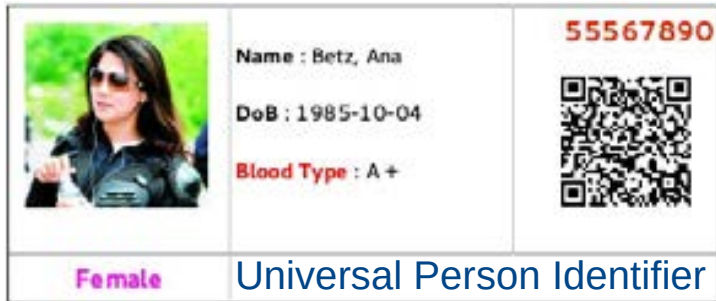 55567890
Name : Betz, Ana
DoB : 1985-10-04
Blood Type : A+
Female
Universal Person Identifier